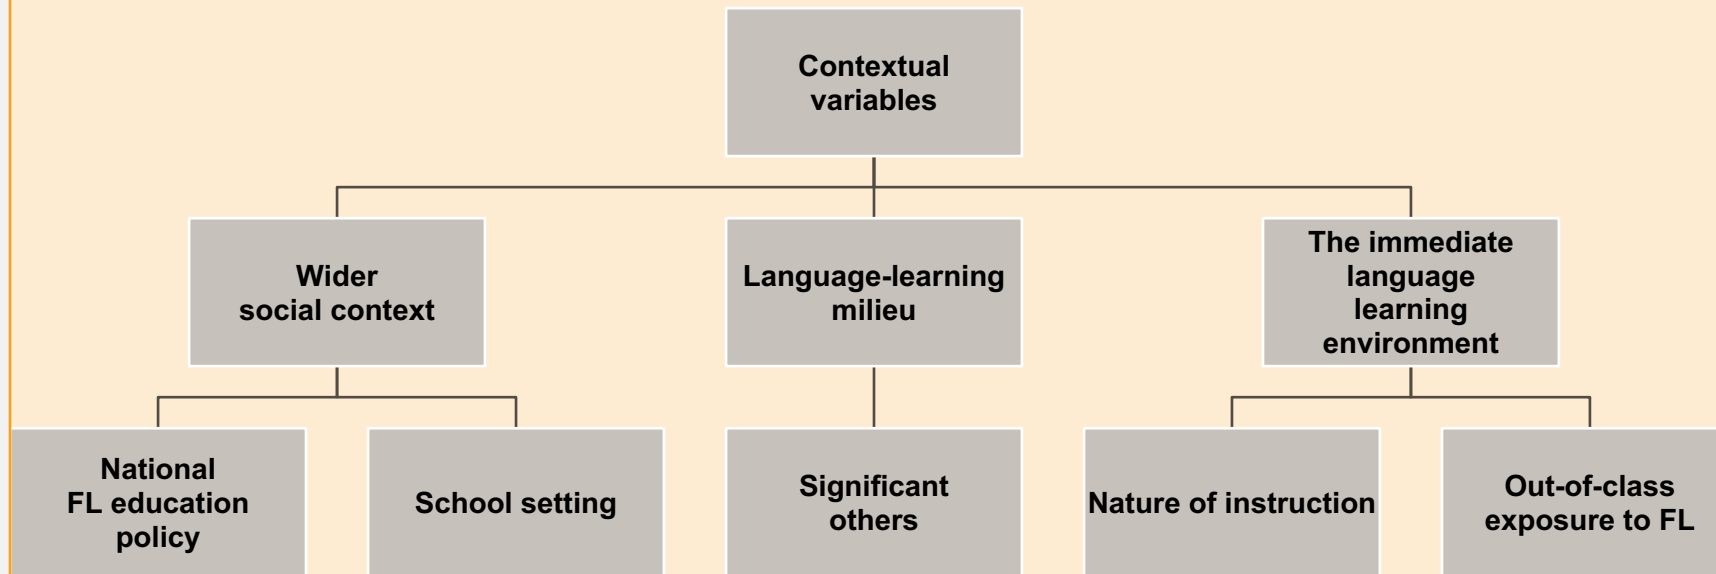 Contextual
variables
Wider
social context
Language-learning
milieu
The immediate
language
learning
environment
National
FL education
policy
School setting
Significant
others
Nature of instruction
Out-of-class
exposure to FL